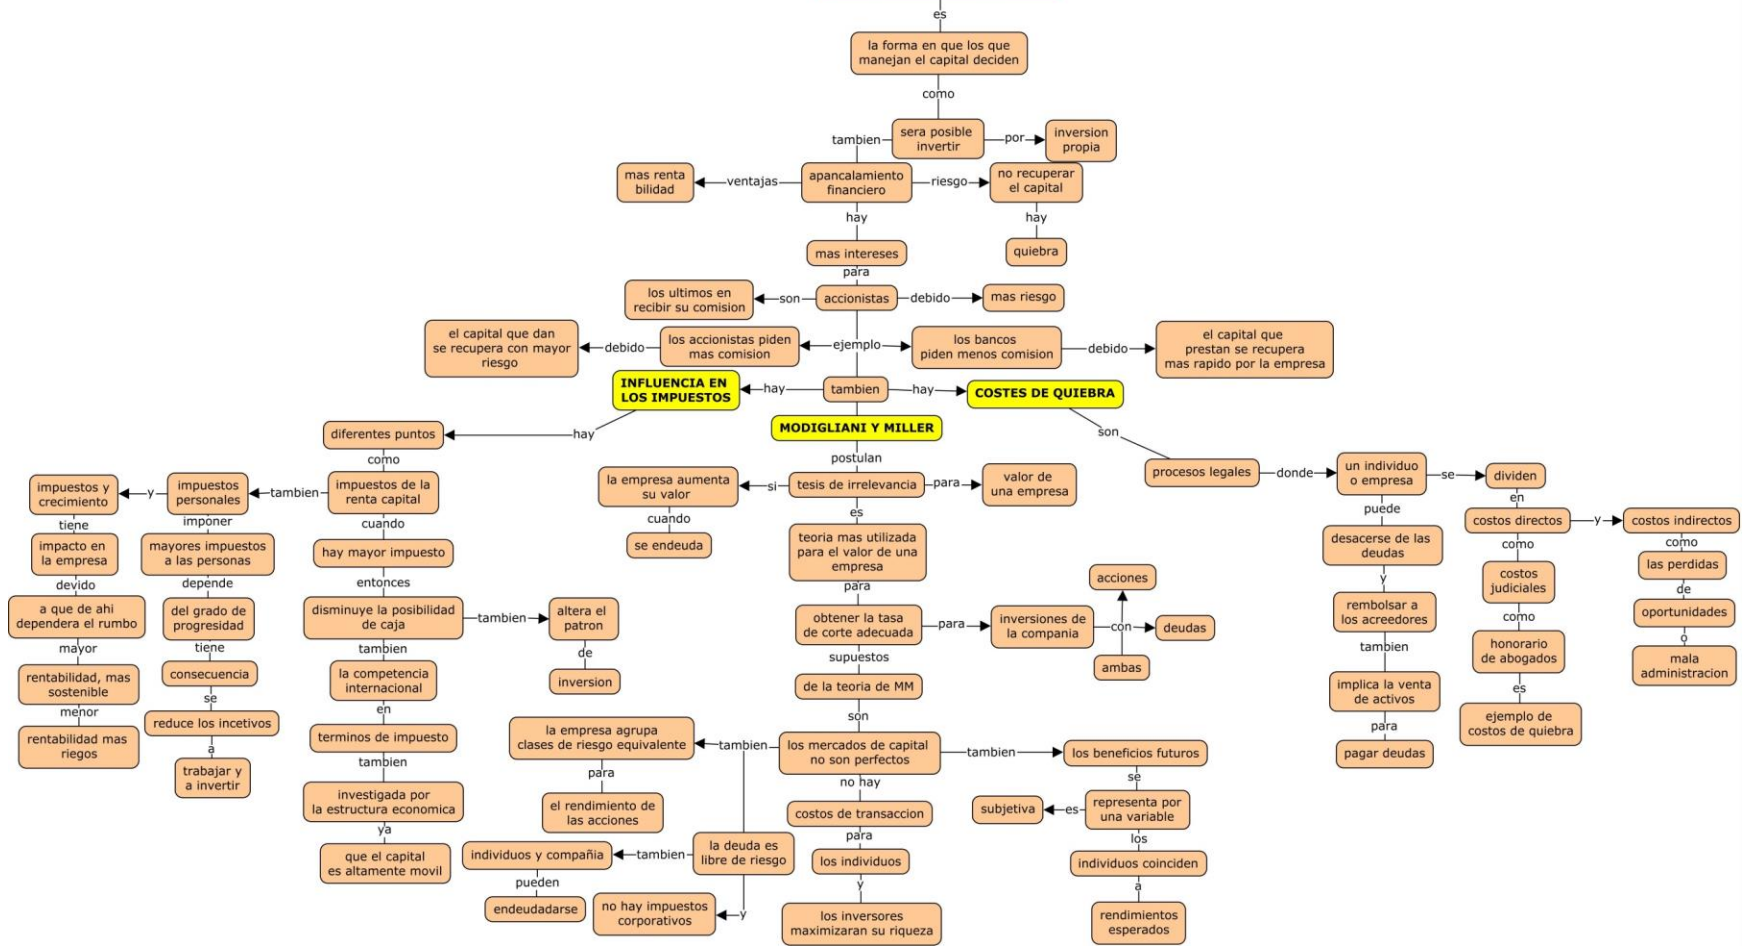 es
la forma en que los que
manejan el capital deciden
como
tambien
sera posible
invertir
por
inversion
propia
mas renta
bilidad
ventajas
apancalamiento
financiero
riesgo
no recuperar
el capital
hay
hay
mas intereses
quiebra
para
los ultimos en
recibir su comision
son
accionistas
debido
mas riesgo
el capital que dan
se recupera con mayor
riesgo
debido
los accionistas piden
mas comision
ejemplo
los bancos
piden menos comision
debido
el capital que
prestan se recupera
mas rapido por la empresa
INFLUENCIA EN
LOS IMPUESTOS
hay
tambien
hay
COSTES DE QUIEBRA
diferentes puntos
hay
MODIGLIANI Y MILLER
son
como
postulan
impuestos y
crecimiento
y
impuestos
personales
tambien
impuestos de la
renta capital
la empresa aumenta
su valor
si
tesis de irrelevancia
para
valor de
una empresa
procesos legales
donde
un individuo
o empresa
se
dividen
tiene
imponer
cuando
cuando
es
puede
en
impacto en
la empresa
mayores impuestos
a las personas
hay mayor impuesto
se endeuda
teoria mas utilizada
para el valor de una
empresa
desacerse de las
deudas
costos directos
y
costos indirectos
como
como
devido
depende
entonces
para
acciones
y
costos
judiciales
las perdidas
de
a que de ahi
dependera el rumbo
del grado de
progresidad
disminuye la posibilidad
de caja
tambien
altera el
patron
obtener la tasa
de corte adecuada
para
inversiones de
la compania
con
deudas
ambas
rembolsar a
los acreedores
como
oportunidades
o
mayor
tiene
tambien
de
supuestos
tambien
honorario
de abogados
mala
administracion
rentabilidad, mas
sostenible
consecuencia
la competencia
internacional
inversion
de la teoria de MM
implica la venta
de activos
es
menor
se
en
son
para
ejemplo de
costos de quiebra
rentabilidad mas
riegos
reduce los incetivos
terminos de impuesto
la empresa agrupa
clases de riesgo equivalente
tambien
los mercados de capital
no son perfectos
tambien
los beneficios futuros
pagar deudas
a
tambien
para
no hay
se
trabajar y
a invertir
investigada por
la estructura economica
el rendimiento de
las acciones
costos de transaccion
subjetiva
es
representa por
una variable
ya
para
los
que el capital
es altamente movil
individuos y compañia
tambien
la deuda es
libre de riesgo
los individuos
individuos coinciden
pueden
y
a
endeudadarse
no hay impuestos
corporativos
y
los inversores
maximizaran su riqueza
rendimientos
esperados